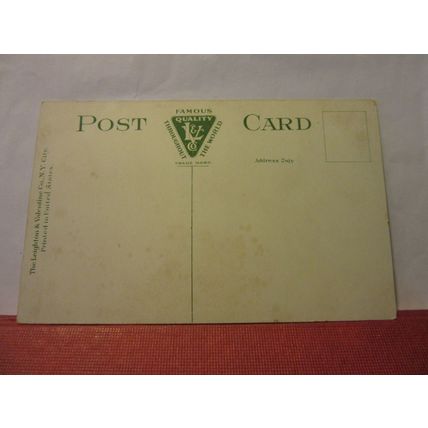 POST CARD
FAMOUS
QUALITY
THROUGHOUT
THE WORLD
L&V
Co
TRADE MARK
Address Only
The Leighton & Valentine Co., N.Y. City.
Printed in United States.